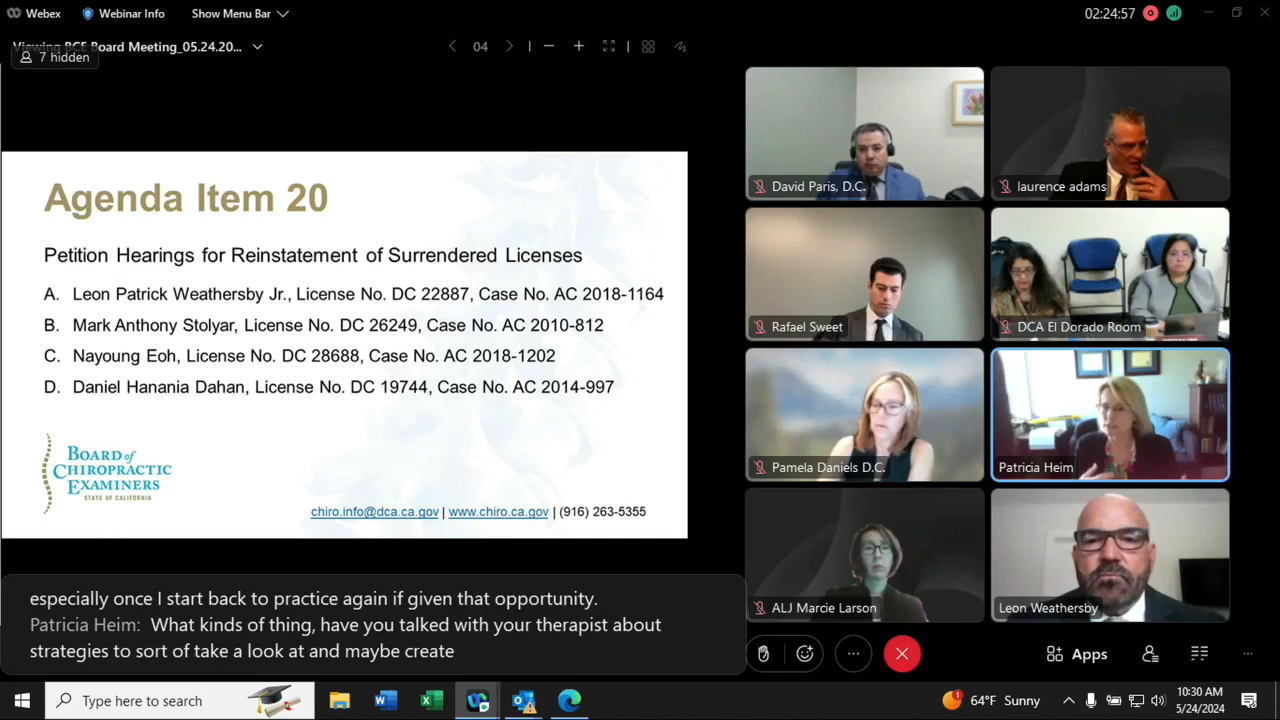 Webex
Webinar Info
Show Menu Bar
02:24:57
Viewing BCE Board Meeting_05.24.20...
04
7 hidden
Agenda Item 20
Petition Hearings for Reinstatement of Surrendered Licenses
A. Leon Patrick Weathersby Jr., License No. DC 22887, Case No. AC 2018-1164
B. Mark Anthony Stolyar, License No. DC 26249, Case No. AC 2010-812
C. Nayoung Eoh, License No. DC 28688, Case No. AC 2018-1202
D. Daniel Hanania Dahan, License No. DC 19744, Case No. AC 2014-997
BOARD of
CHIROPRACTIC
EXAMINERS
STATE OF CALIFORNIA
chiro.info@dca.ca.gov | www.chiro.ca.gov | (916) 263-5355
David Paris, D.C.
laurence adams
Rafael Sweet
DCA El Dorado Room
Pamela Daniels D.C.
Patricia Heim
ALJ Marcie Larson
Leon Weathersby
especially once I start back to practice again if given that opportunity.
Patricia Heim: What kinds of thing, have you talked with your therapist about
strategies to sort of take a look at and maybe create
Apps
Type here to search
1
64°F Sunny
10:30 AM
5/24/2024